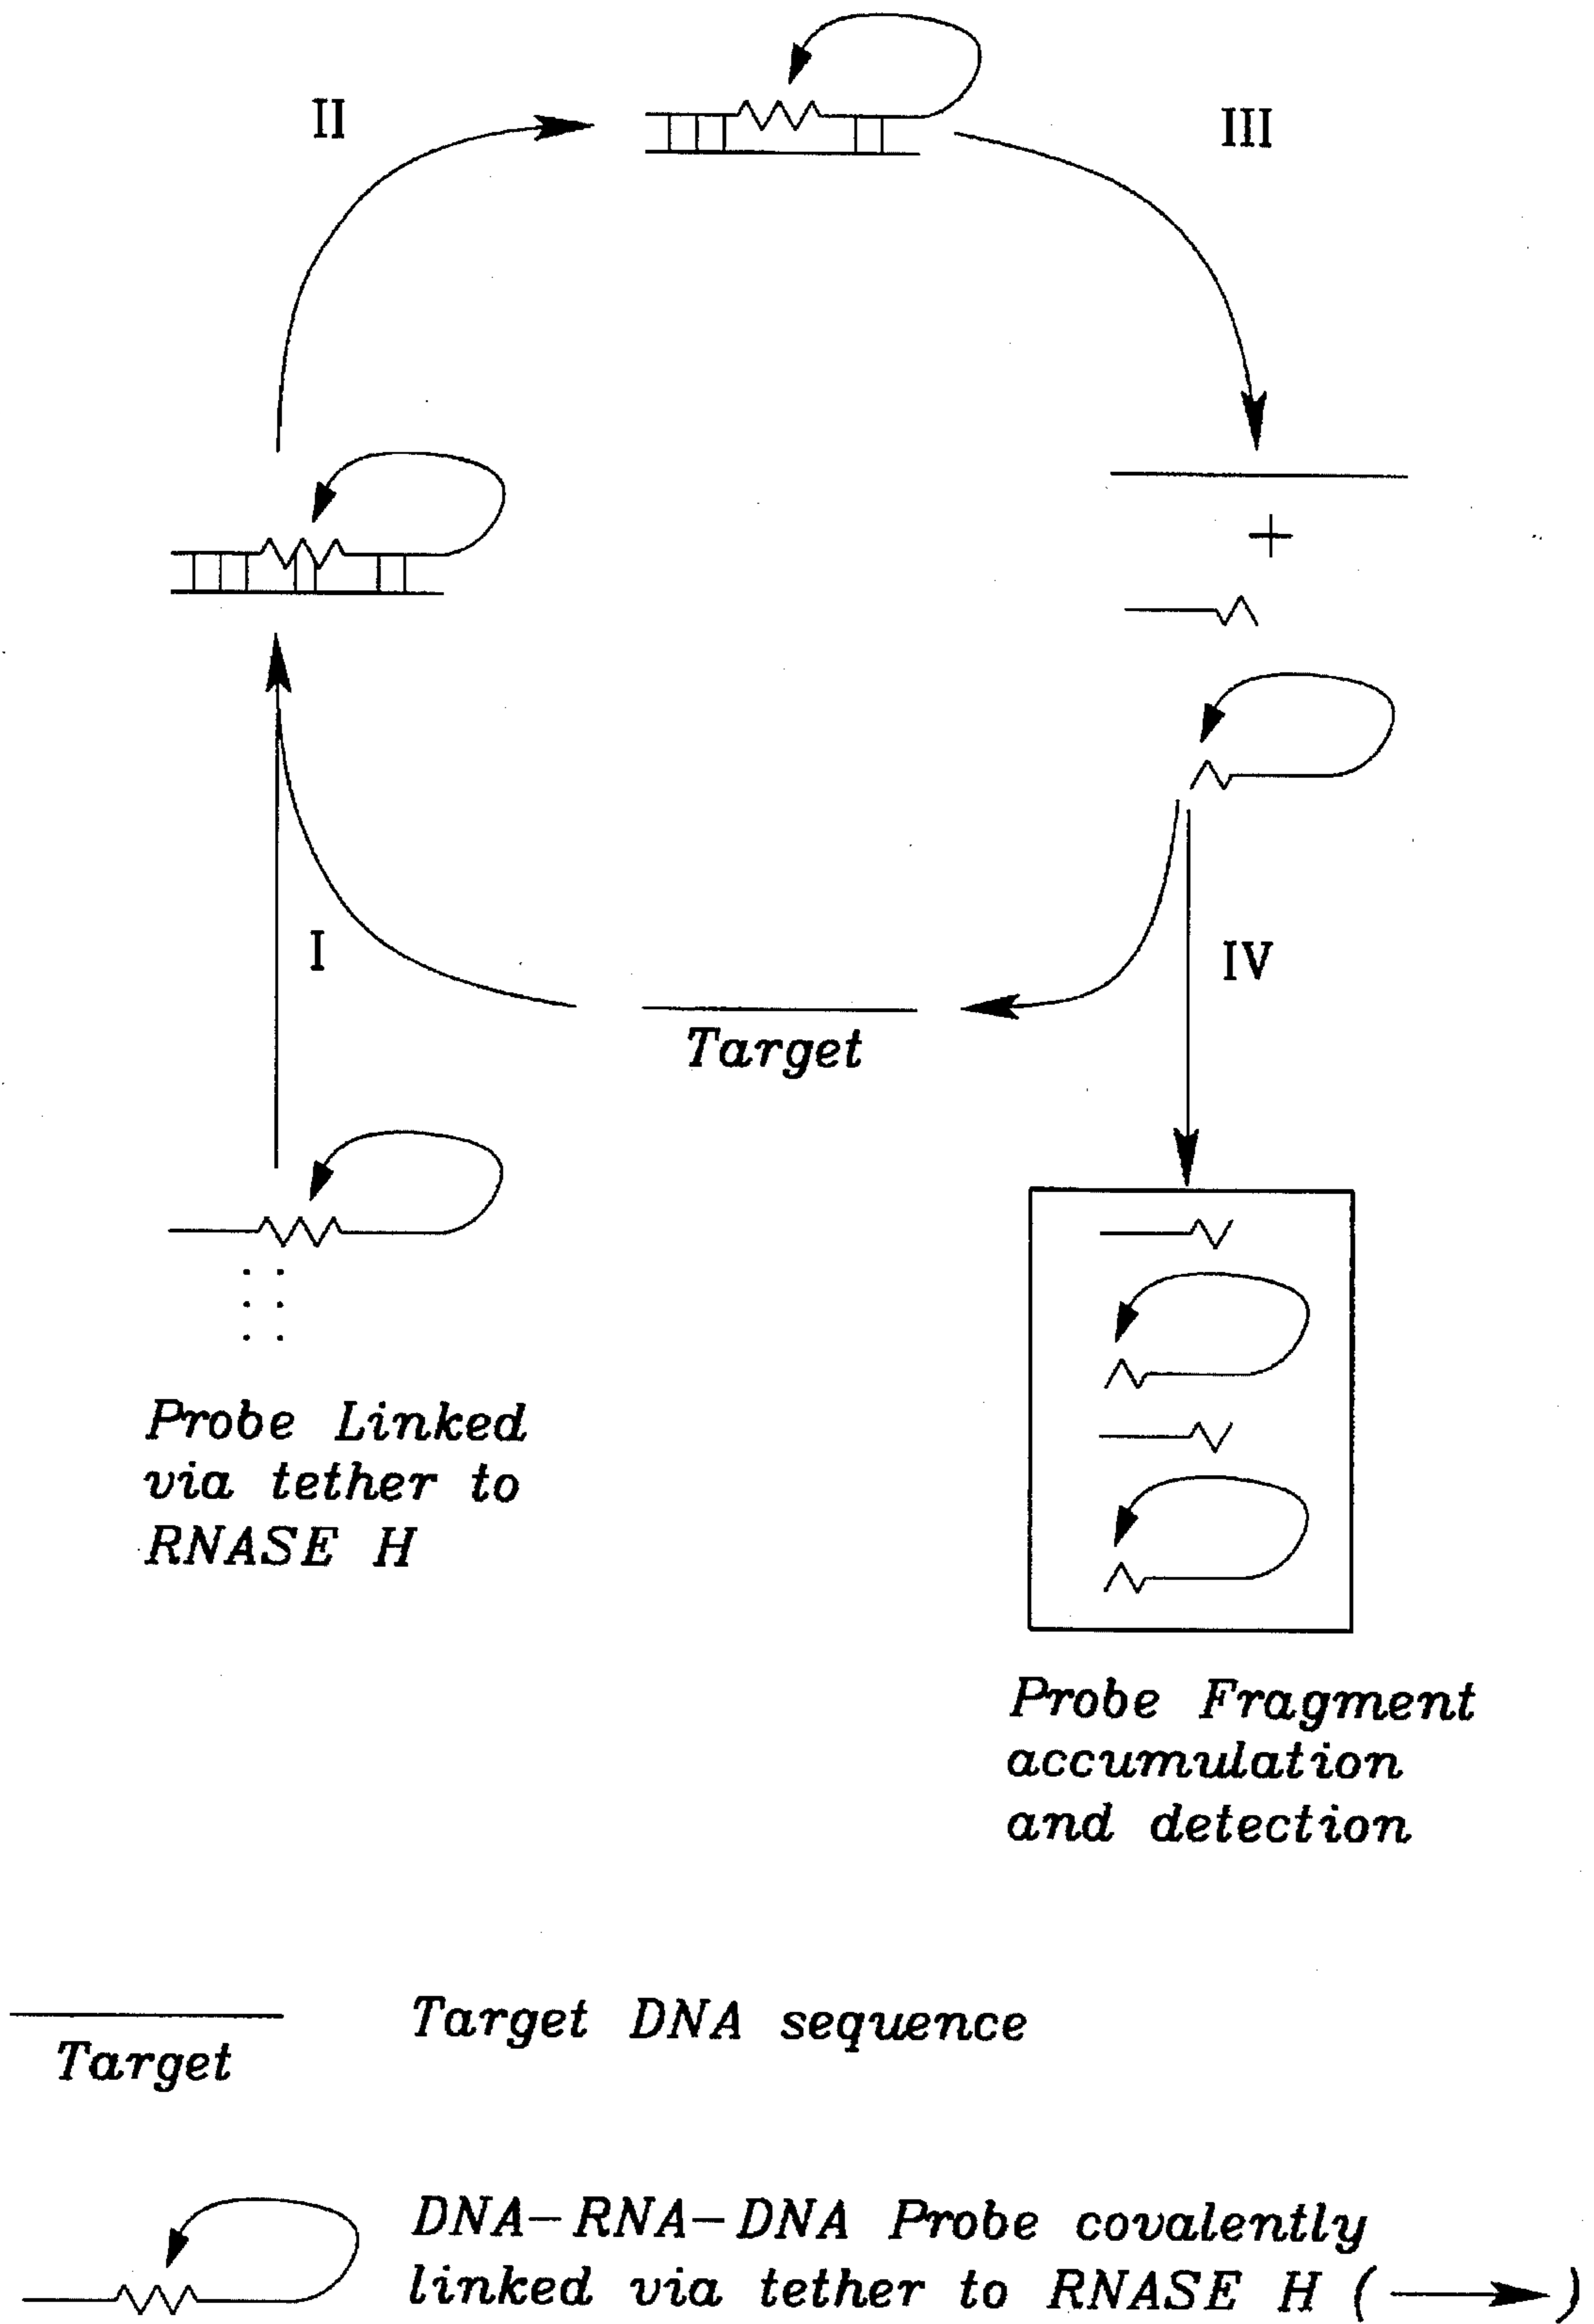 II
III
I
IV
Target
Probe Linked
via tether to
RNASE H
Probe Fragment
accumulation
and detection
Target DNA sequence
Target
DNA-RNA-DNA Probe covalently
linked via tether to RNASE H ( )